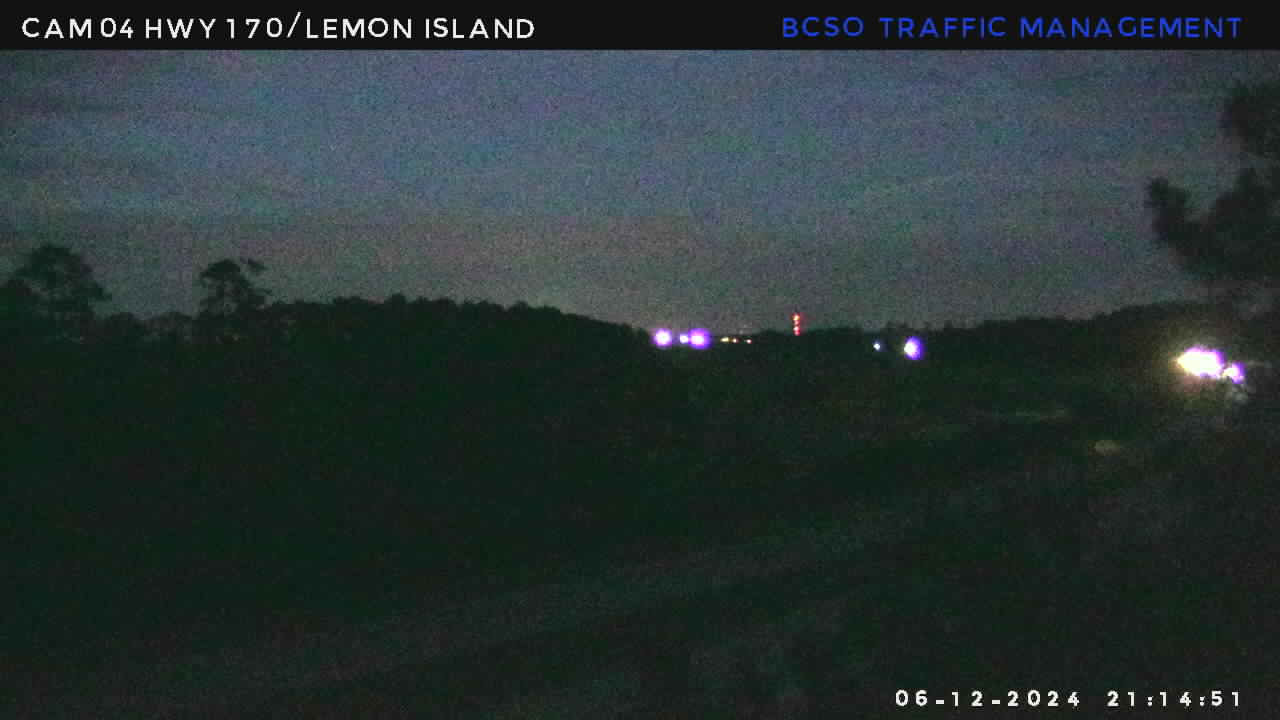 CAM04 HWY 170/LEMON ISLAND
BCSO TRAFFIC MANAGEMENT
06-12-2024 21:14:51